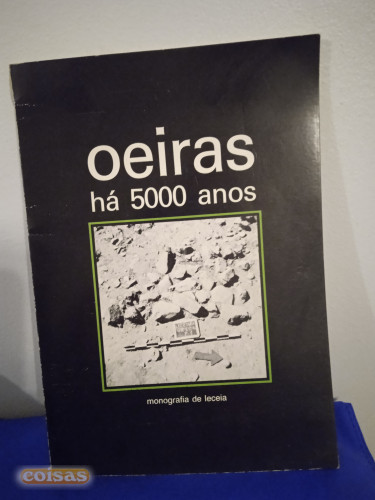 oeiras
há 5000 anos
monografia de leceia
coisas